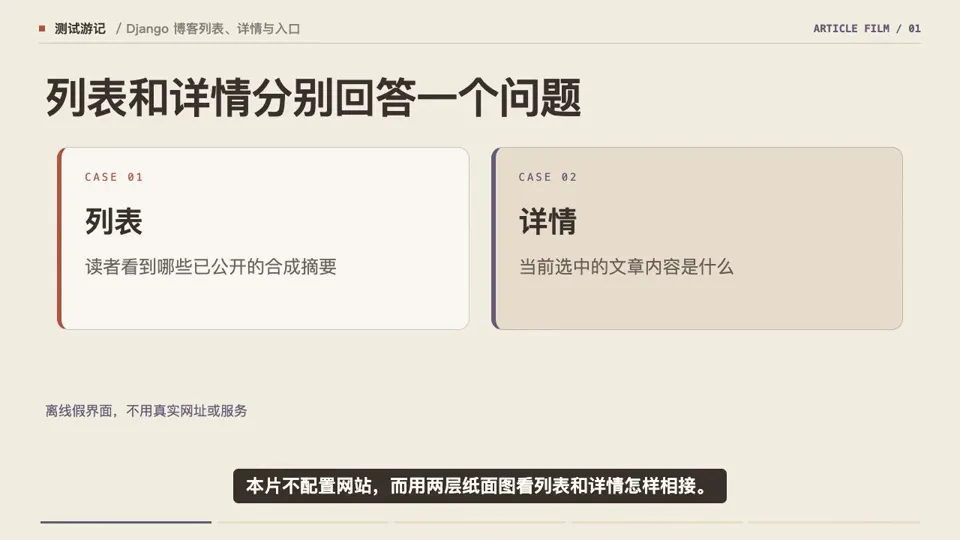 测试游记 / Django 博客列表、详情与入口
ARTICLE FILM / 01
列表和详情分别回答一个问题
CASE 01
列表
读者看到哪些已公开的合成摘要
CASE 02
详情
当前选中的文章内容是什么
离线假界面，不用真实网址或服务
本片不配置网站，而用两层纸面图看列表和详情怎样相接。